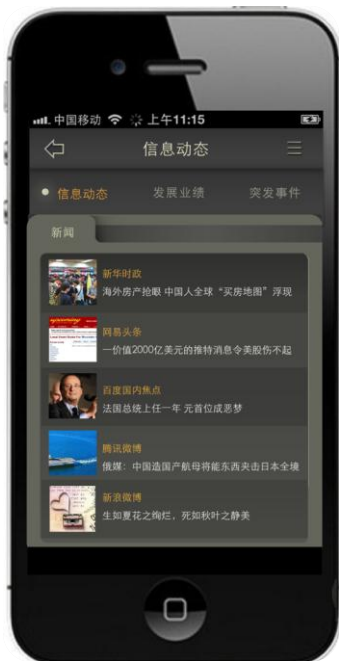 中国移动 上午11:15
信息动态
信息动态 发展业绩 突发事件
新闻
新华时政
海外房产抢眼 中国人全球“买房地图”浮现
网易头条
一价值2000亿美元的推特消息令美股伤不起
百度国内焦点
法国总统上任一年 元首位成恶梦
腾讯微博
俄媒：中国造国产航母将能东西夹击日本全境
新浪微博
生如夏花之绚烂，死如秋叶之静美